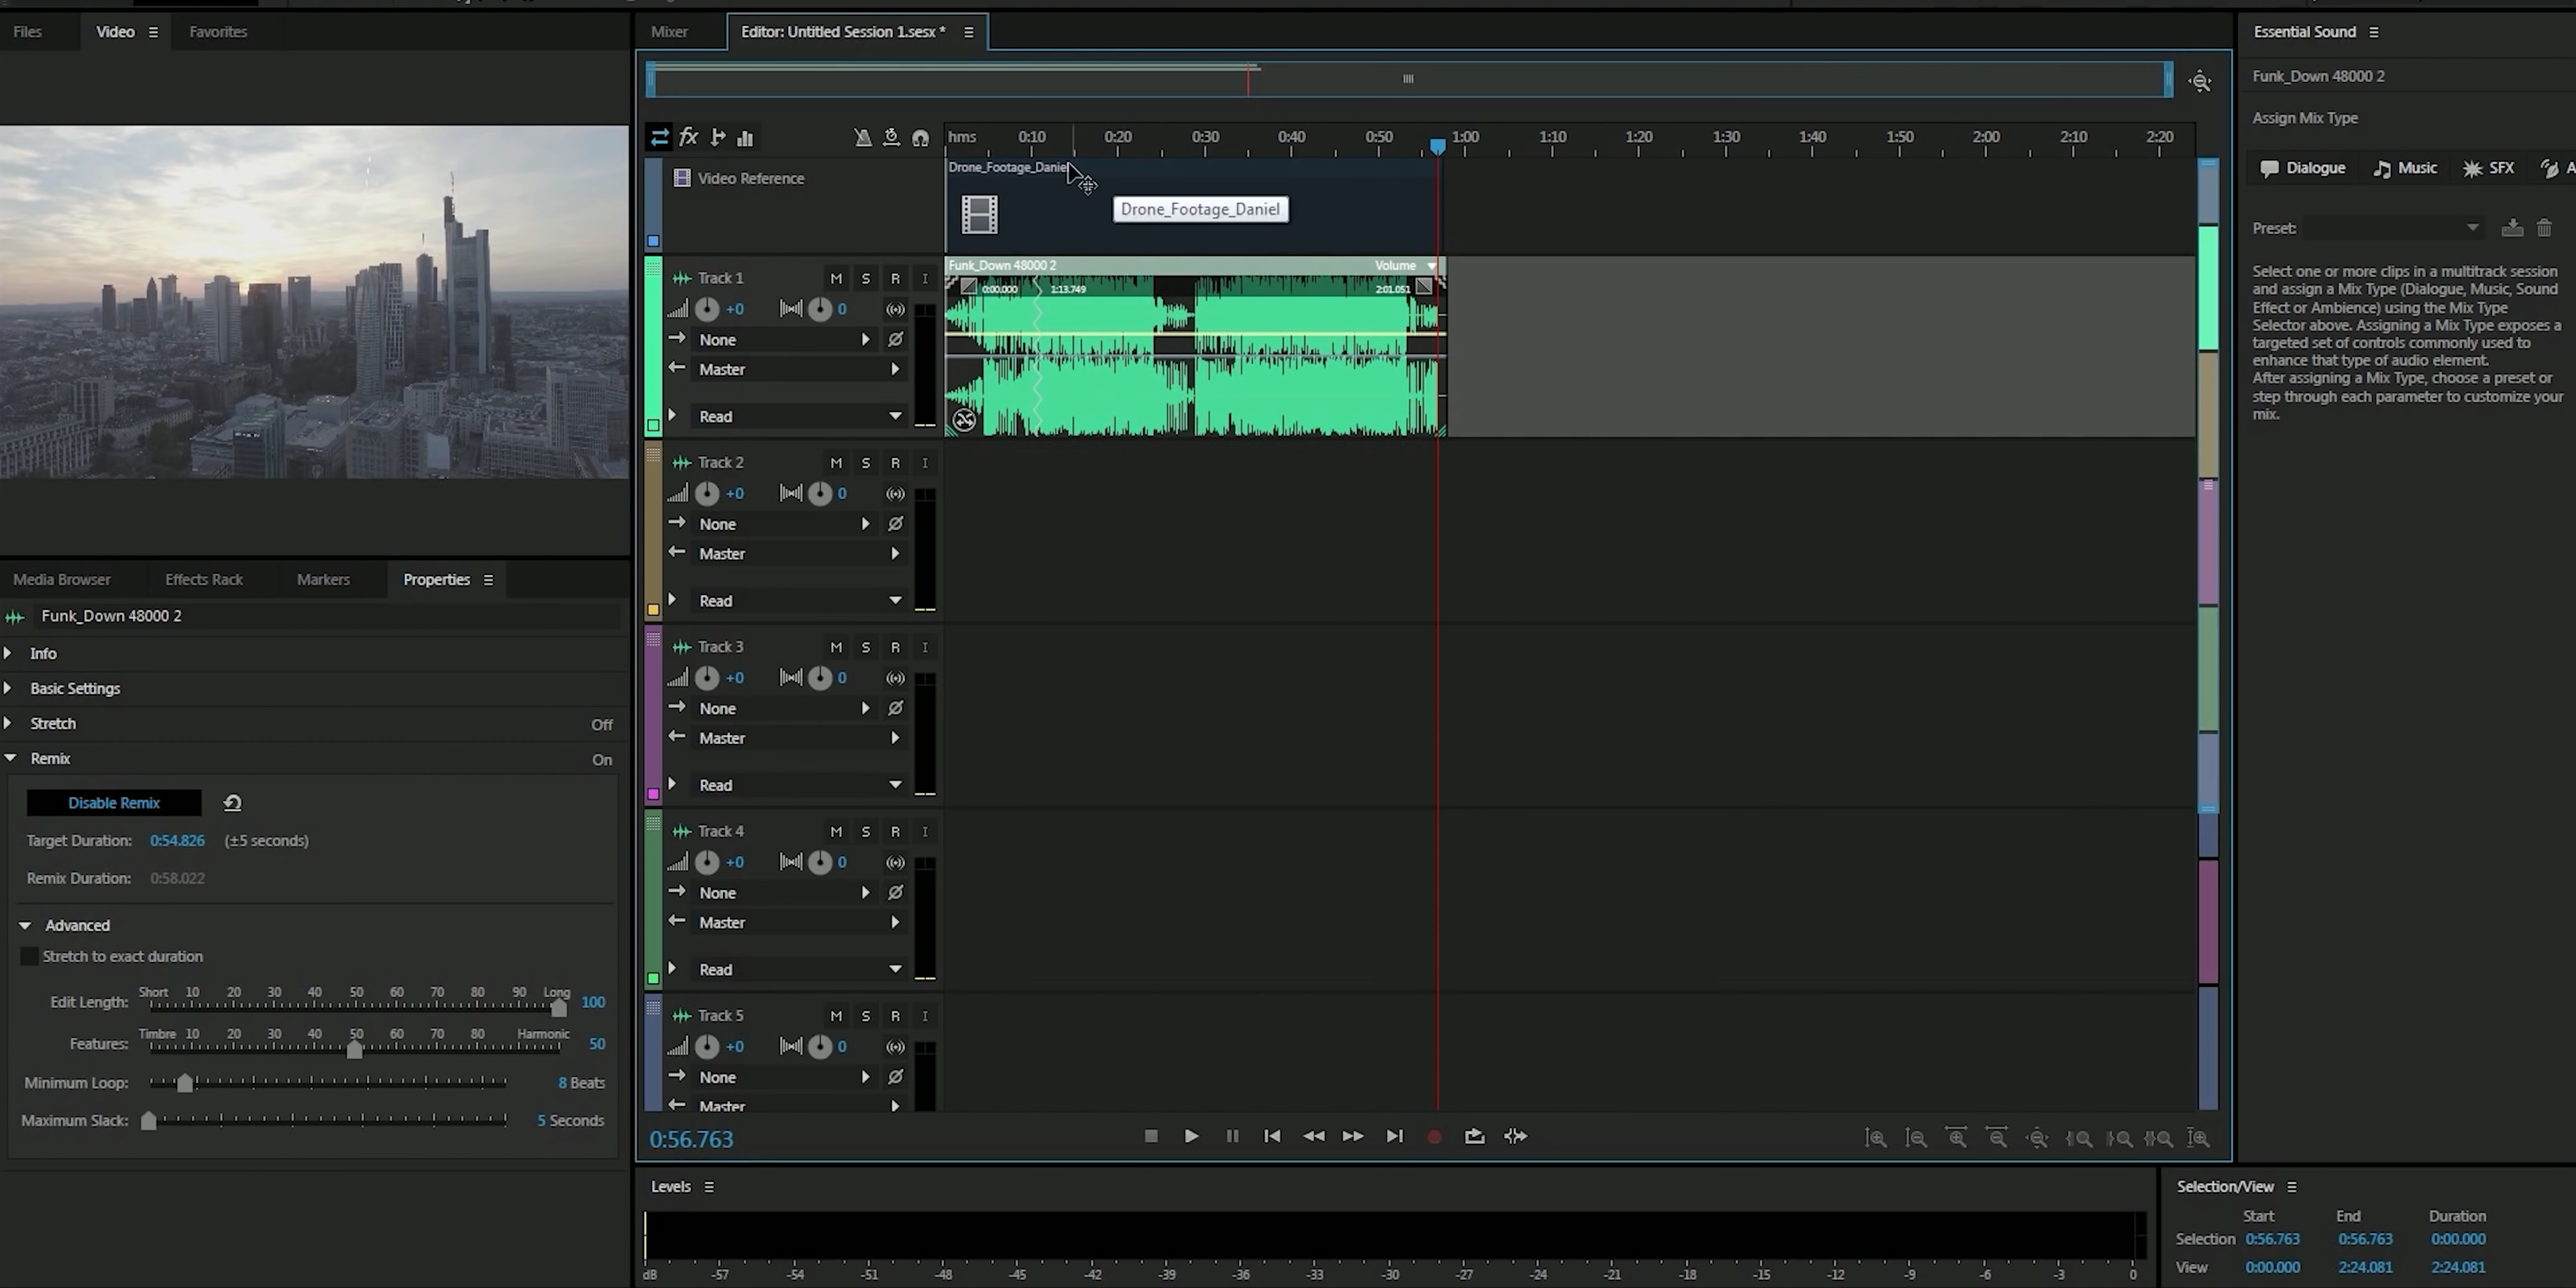 Files
Video
Favorites
Mixer
Editor: Untitled Session 1.sesx *
Essential Sound
Funk_Down 48000 2
Assign Mix Type
Dialogue
Music
SFX
A
Preset:
Select one or more clips in a multitrack session
and assign a Mix Type (Dialogue, Music, Sound
Effect or Ambience) using the Mix Type
Selector above. Assigning a Mix Type exposes a
targeted set of controls commonly used to
enhance that type of audio element.
After assigning a Mix Type, choose a preset or
step through each parameter to customize your
mix.
fx
hms 0:10 0:20 0:30 0:40 0:50 1:00 1:10 1:20 1:30 1:40 1:50 2:00 2:10 2:20
Video Reference
Drone_Footage_Daniel
Drone_Footage_Daniel
Track 1 M S R I
+0 0
None
Master
Read
Funk_Down 48000 2 Volume
0:00.000 1:13.749 2:01.051
Track 2 M S R I
+0 0
None
Master
Read
Track 3 M S R I
+0 0
None
Master
Read
Track 4 M S R I
+0 0
None
Master
Read
Track 5 M S R I
+0 0
None
Master
Media Browser
Effects Rack
Markers
Properties
Funk_Down 48000 2
Info
Basic Settings
Stretch Off
Remix On
Disable Remix
Target Duration: 0:54.826 (±5 seconds)
Remix Duration: 0:58.022
Advanced
Stretch to exact duration
Short 10 20 30 40 50 60 70 80 90 Long
Edit Length: 100
Timbre 10 20 30 40 50 60 70 80 Harmonic
Features: 50
Minimum Loop: 8 Beats
Maximum Slack: 5 Seconds
0:56.763
Levels
dB -57 -54 -51 -48 -45 -42 -39 -36 -33 -30 -27 -24 -21 -18 -15 -12 -9 -6 -3 0
Selection/View
Start End Duration
Selection 0:56.763 0:56.763 0:00.000
View 0:00.000 2:24.081 2:24.081